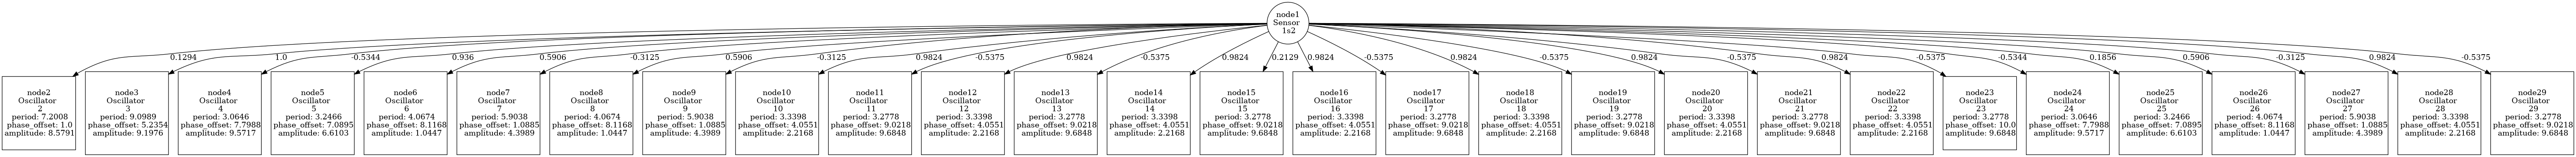 node1
Sensor
1s2
0.1294
1.0
-0.5344
0.936
0.5906
-0.3125
0.5906
-0.3125
0.9824
-0.5375
0.9824
-0.5375
0.9824
0.2129
0.9824
-0.5375
0.9824
-0.5375
0.9824
-0.5375
0.9824
-0.5375
-0.5344
0.1856
0.5906
-0.3125
0.9824
-0.5375
node2
Oscillator
2
period: 7.2008
phase_offset: 1.0
amplitude: 8.5791
node3
Oscillator
3
period: 9.0989
phase_offset: 5.2354
amplitude: 9.1976
node4
Oscillator
4
period: 3.0646
phase_offset: 7.7988
amplitude: 9.5717
node5
Oscillator
5
period: 3.2466
phase_offset: 7.0895
amplitude: 6.6103
node6
Oscillator
6
period: 4.0674
phase_offset: 8.1168
amplitude: 1.0447
node7
Oscillator
7
period: 5.9038
phase_offset: 1.0885
amplitude: 4.3989
node8
Oscillator
8
period: 4.0674
phase_offset: 8.1168
amplitude: 1.0447
node9
Oscillator
9
period: 5.9038
phase_offset: 1.0885
amplitude: 4.3989
node10
Oscillator
10
period: 3.3398
phase_offset: 4.0551
amplitude: 2.2168
node11
Oscillator
11
period: 3.2778
phase_offset: 9.0218
amplitude: 9.6848
node12
Oscillator
12
period: 3.3398
phase_offset: 4.0551
amplitude: 2.2168
node13
Oscillator
13
period: 3.2778
phase_offset: 9.0218
amplitude: 9.6848
node14
Oscillator
14
period: 3.3398
phase_offset: 4.0551
amplitude: 2.2168
node15
Oscillator
15
period: 3.2778
phase_offset: 9.0218
amplitude: 9.6848
node16
Oscillator
16
period: 3.3398
phase_offset: 4.0551
amplitude: 2.2168
node17
Oscillator
17
period: 3.2778
phase_offset: 9.0218
amplitude: 9.6848
node18
Oscillator
18
period: 3.3398
phase_offset: 4.0551
amplitude: 2.2168
node19
Oscillator
19
period: 3.2778
phase_offset: 9.0218
amplitude: 9.6848
node20
Oscillator
20
period: 3.3398
phase_offset: 4.0551
amplitude: 2.2168
node21
Oscillator
21
period: 3.2778
phase_offset: 9.0218
amplitude: 9.6848
node22
Oscillator
22
period: 3.3398
phase_offset: 4.0551
amplitude: 2.2168
node23
Oscillator
23
period: 3.2778
phase_offset: 10.0
amplitude: 9.6848
node24
Oscillator
24
period: 3.0646
phase_offset: 7.7988
amplitude: 9.5717
node25
Oscillator
25
period: 3.2466
phase_offset: 7.0895
amplitude: 6.6103
node26
Oscillator
26
period: 4.0674
phase_offset: 8.1168
amplitude: 1.0447
node27
Oscillator
27
period: 5.9038
phase_offset: 1.0885
amplitude: 4.3989
node28
Oscillator
28
period: 3.3398
phase_offset: 4.0551
amplitude: 2.2168
node29
Oscillator
29
period: 3.2778
phase_offset: 9.0218
amplitude: 9.6848